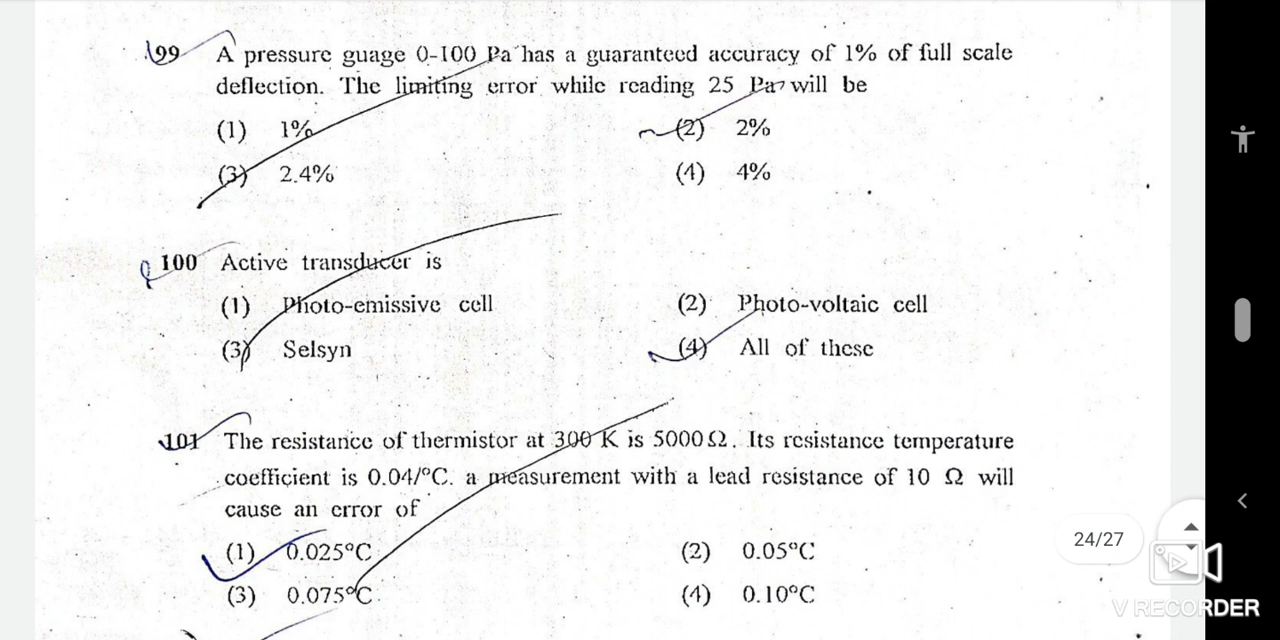 199 A pressure guage 0-100 Pa has a guaranteed accuracy of 1% of full scale
deflection. The limiting error while reading 25 Pa will be
(1) 1% (2) 2%
(3) 2.4% (4) 4%
100 Active transducer is
(1) Photo-emissive cell (2) Photo-voltaic cell
(3) Selsyn (4) All of these
101 The resistance of thermistor at 300 K is 5000 Ω. Its resistance temperature
coefficient is 0.04/°C. a measurement with a lead resistance of 10 Ω will
cause an error of
24/27
(1) 0.025°C (2) 0.05°C
(3) 0.075°C (4) 0.10°C
V RECORDER